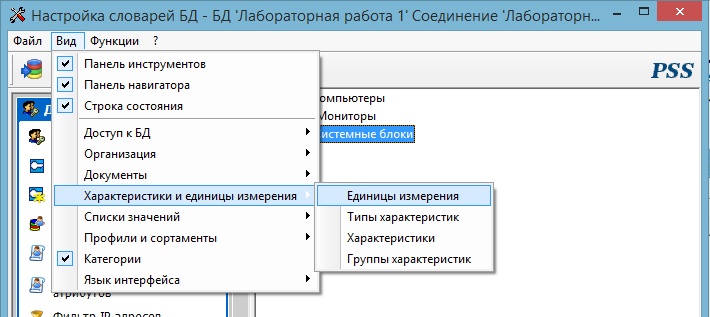 Настройка словарей БД - БД 'Лабораторная работа 1' Соединение 'Лабораторн...
Файл Вид Функции ?
PSS
Панель инструментов
Панель навигатора
Строка состояния
Доступ к БД
Организация
Документы
Характеристики и единицы измерения
Списки значений
Профили и сортаменты
Категории
Язык интерфейса
омпьютеры
Мониторы
истемные блоки
Единицы измерения
Типы характеристик
Характеристики
Группы характеристик
атрибутов
Фильтр IP-адресов